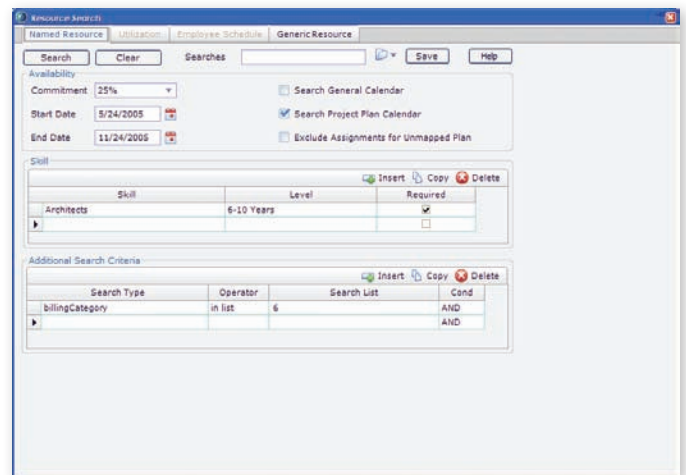 Resource Search
Named Resource Utilization Employee Schedule Generic Resource
Search Clear Searches Save Help
Availability
Commitment 25% Search General Calendar
Start Date 5/24/2005 Search Project Plan Calendar
End Date 11/24/2005 Exclude Assignments for Unmapped Plan
Skill
Insert Copy Delete
Skill Level Required
Architects 6-10 Years
Additional Search Criteria
Insert Copy Delete
Search Type Operator Search List Cond
billingCategory in list 6 AND
AND